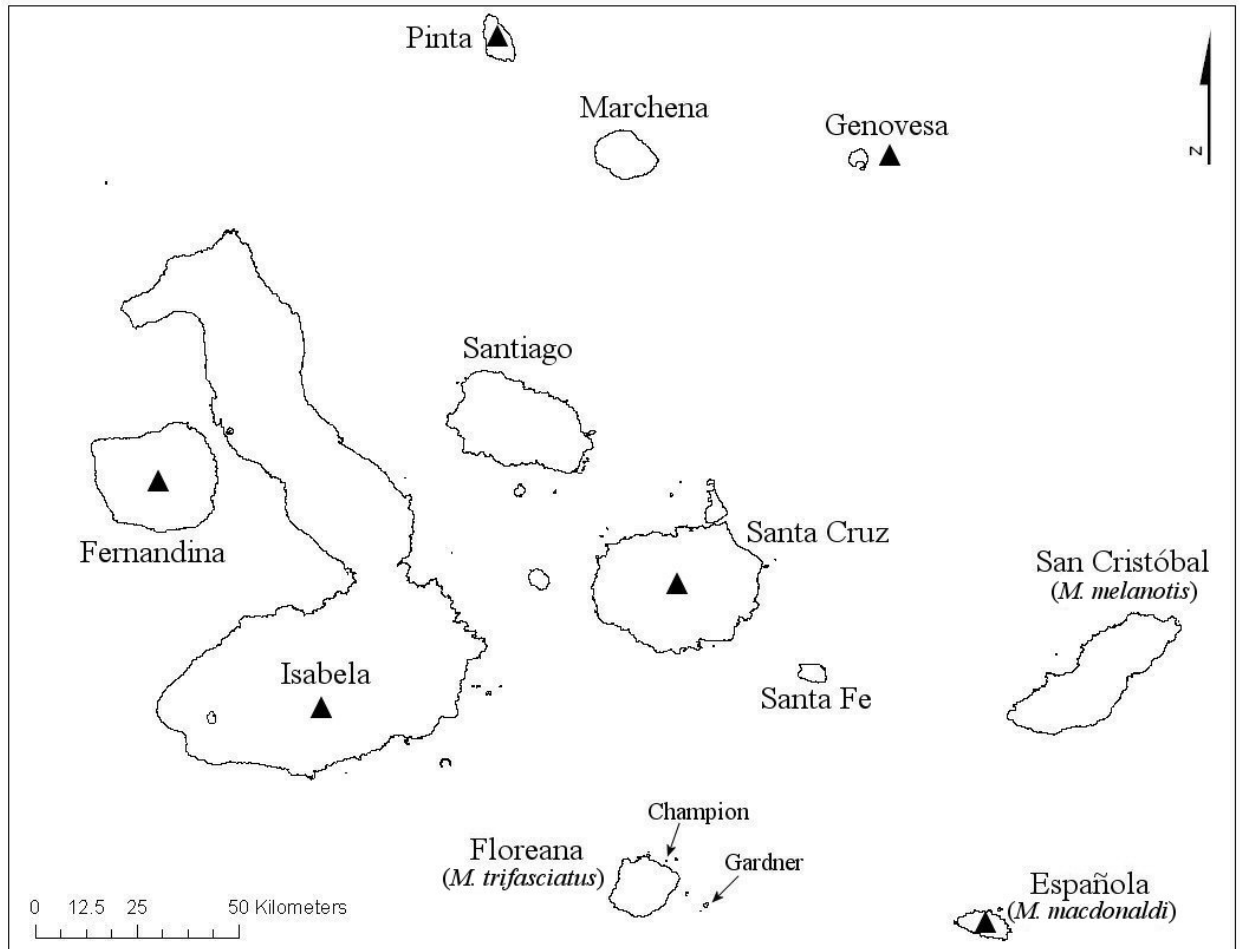 Pinta
Marchena
Genovesa
N
Santiago
Santa Cruz
San Cristóbal
(M. melanotis)
Fernandina
Isabela
Santa Fe
Champion
Floreana
(M. trifasciatus)
Gardner
Española
(M. macdonaldi)
0 12.5 25 50 Kilometers